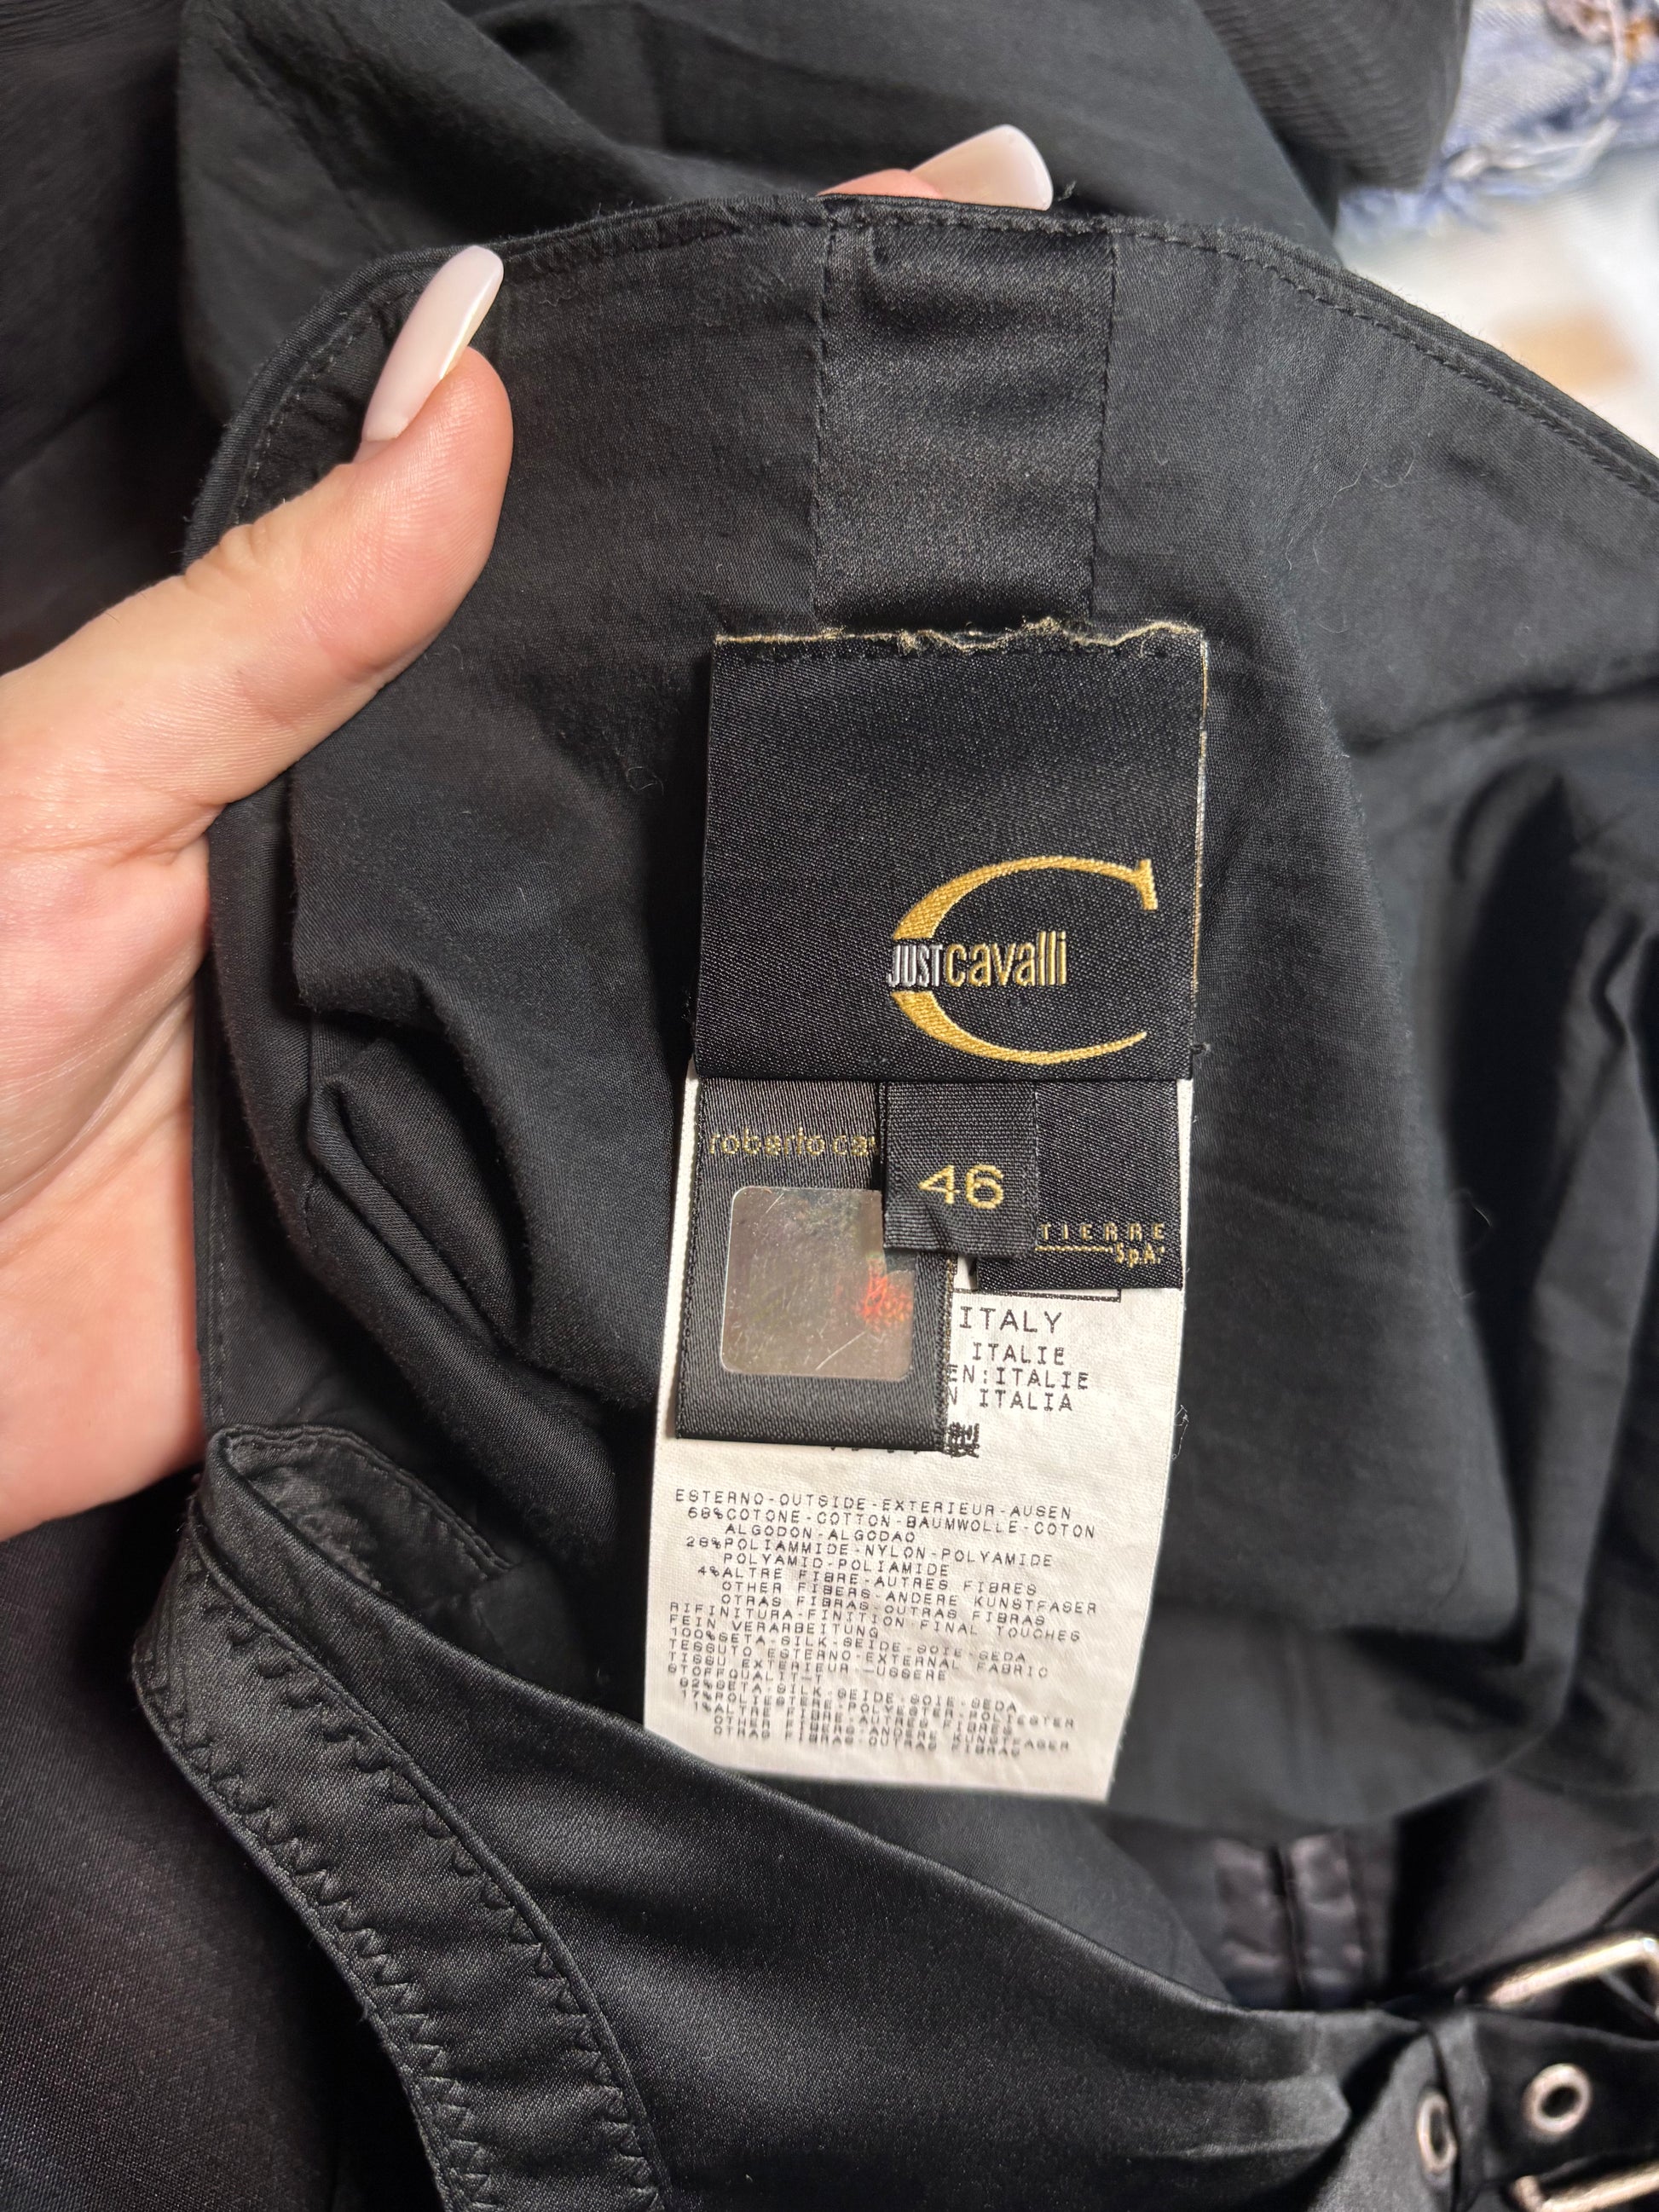 JUST cavalli
roberto ca
46
TIERRE
S.p.A.
ITALY
ITALIE
EN:ITALIE
N ITALIA
ESTERNO-OUTSIDE-EXTERIEUR-AUSEN
68%COTONE-COTTON-BAUMWOLLE-COTON
ALGODON-ALGODAO
28%POLIAMMIDE-NYLON-POLYAMIDE
POLYAMID-POLIAMIDE
4%ALTRE FIBRE-AUTRES FIBRES
OTHER FIBERS-ANDERE KUNSTFASER
OTRAS FIBRAS-OUTRAS FIBRAS
RIFINITURA-FINITION FINAL TOUCHES
FEIN VERARBEITUNG
100%SETA-SILK-SEIDE-SOIE-SEDA
TESSUTO ESTERNO-EXTERNAL FABRIC
TISSU EXTERIEUR -USSERE
STOFFQUALIT-T
82%SETA-SILK-SEIDE-SOIE-SEDA
17%POLIESTERE-POLYESTER-POLYESTER
1%ALTRE FIBRE-AUTRES FIBRES
OTHER FIBERS-ANDERE KUNSTFASER
OTRAS FIBRAS-OUTRAS FIBRAS